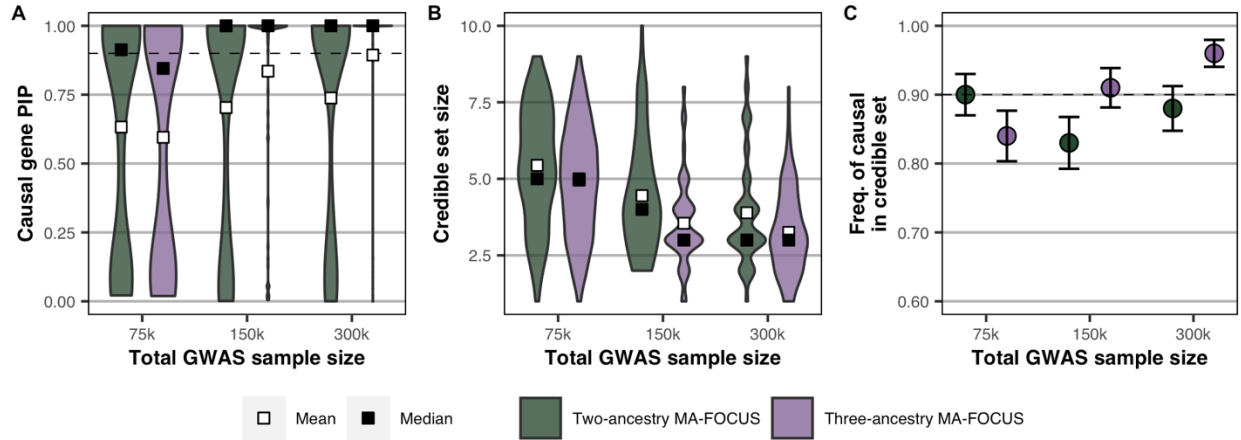 A
B
C
Causal gene PIP
1.00
0.75
0.50
0.25
0.00
75k
150k
300k
Total GWAS sample size
Credible set size
10.0
7.5
5.0
2.5
75k
150k
300k
Total GWAS sample size
Freq. of causal
in credible set
1.00
0.90
0.80
0.70
0.60
75k
150k
300k
Total GWAS sample size
Mean
Median
Two-ancestry MA-FOCUS
Three-ancestry MA-FOCUS